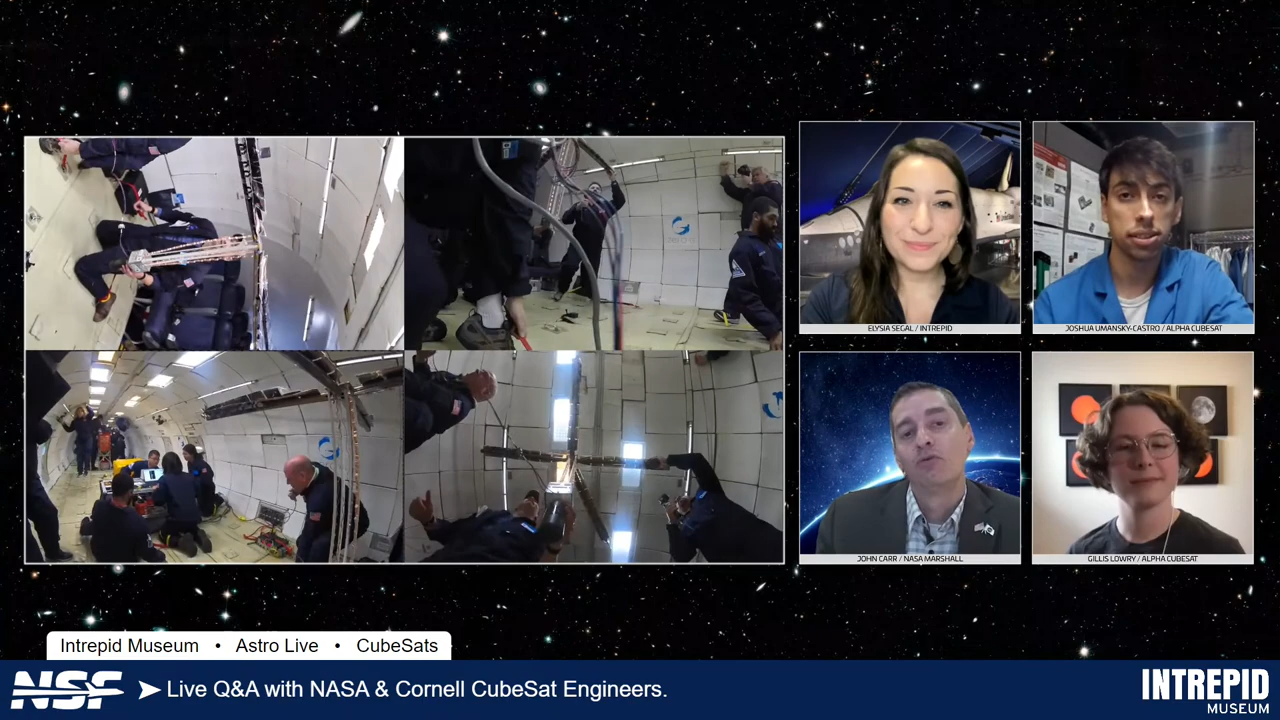 ELYSIA SEGAL / INTREPID
JOSHUA UMANSKY-CASTRO / ALPHA CUBESAT
JOHN CARR / NASA MARSHALL
GILLIS LOWRY / ALPHA CUBESAT
Intrepid Museum • Astro Live • CubeSats
NSF
Live Q&A with NASA & Cornell CubeSat Engineers.
INTREPID
MUSEUM